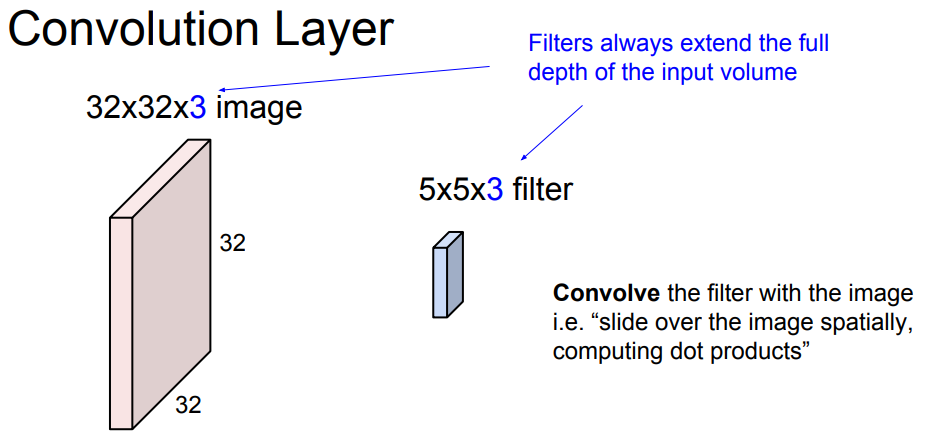 Convolution Layer
Filters always extend the full
depth of the input volume
32x32x3 image
5x5x3 filter
32
32
Convolve the filter with the image
i.e. “slide over the image spatially,
computing dot products”